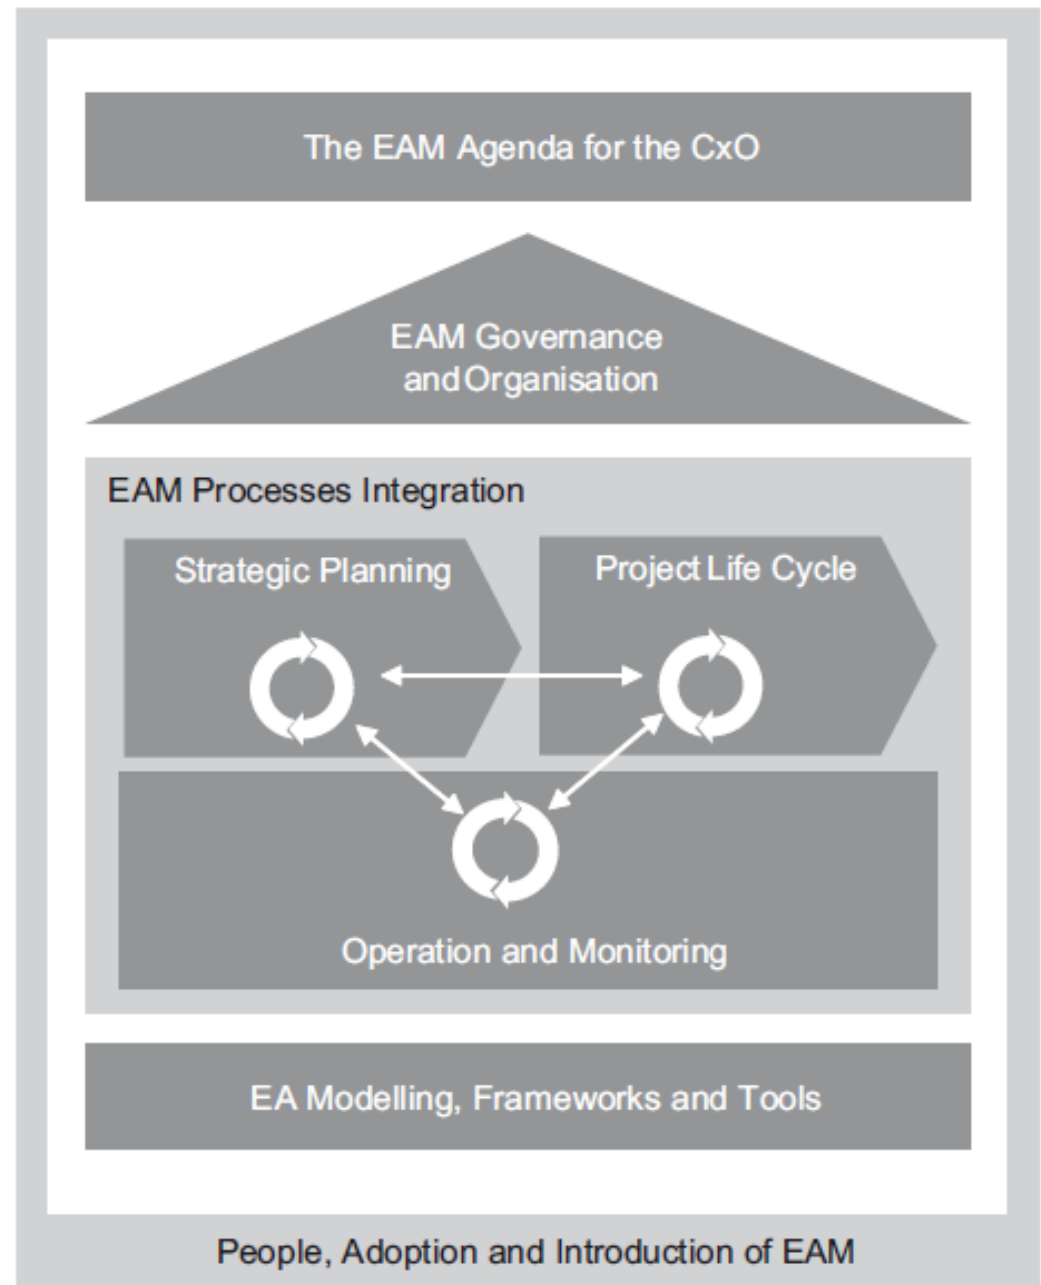 The EAM Agenda for the CxO
EAM Governance
and Organisation
EAM Processes Integration
Strategic Planning
Project Life Cycle
Operation and Monitoring
EA Modelling, Frameworks and Tools
People, Adoption and Introduction of EAM